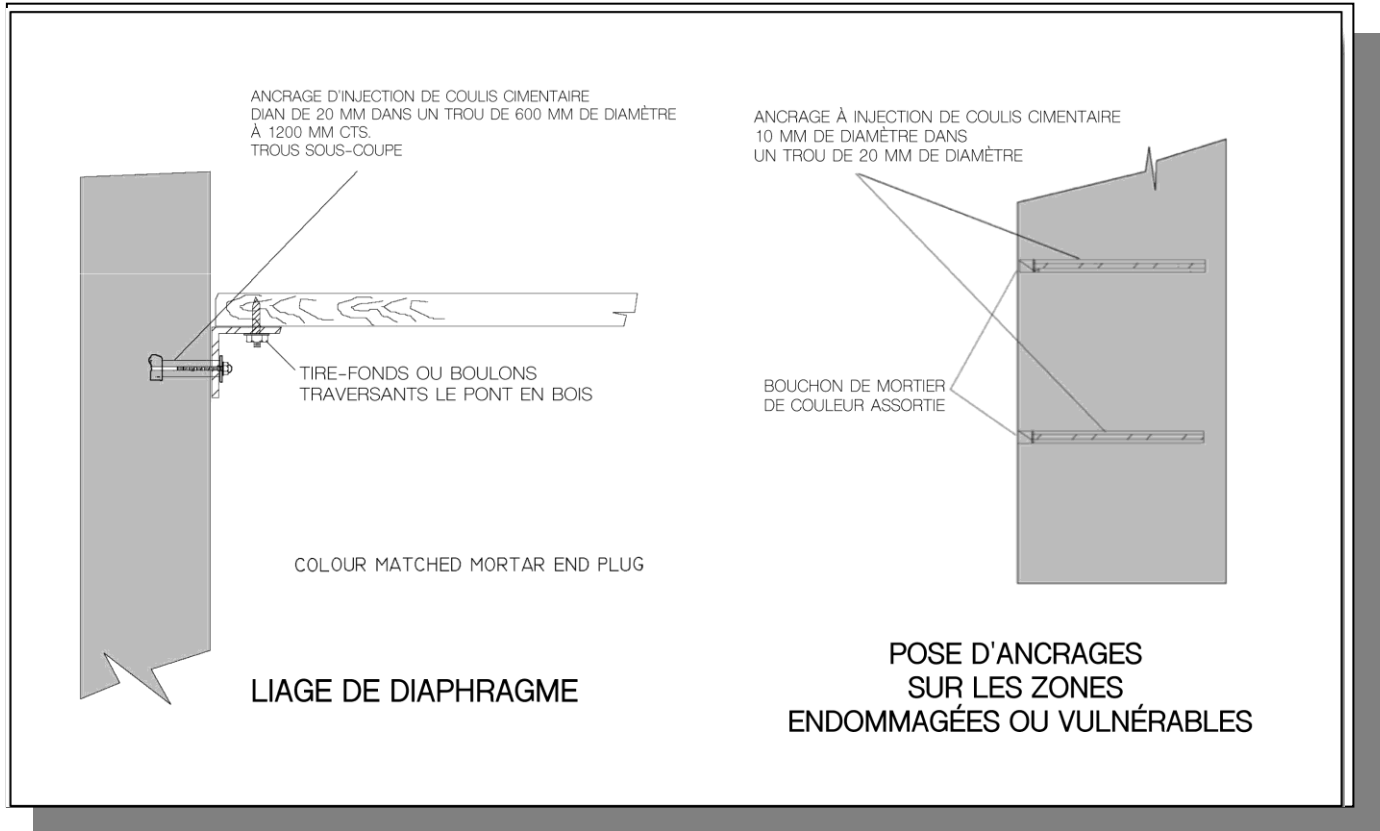 ANCRAGE D'INJECTION DE COULIS CIMENTAIRE
DIAN DE 20 MM DANS UN TROU DE 600 MM DE DIAMÈTRE
À 1200 MM CTS.
TROUS SOUS-COUPE
TIRE-FONDS OU BOULONS
TRAVERSANTS LE PONT EN BOIS
COLOUR MATCHED MORTAR END PLUG
LIAGE DE DIAPHRAGME
ANCRAGE À INJECTION DE COULIS CIMENTAIRE
10 MM DE DIAMÈTRE DANS
UN TROU DE 20 MM DE DIAMÈTRE
BOUCHON DE MORTIER
DE COULEUR ASSORTIE
POSE D'ANCRAGES
SUR LES ZONES
ENDOMMAGÉES OU VULNÉRABLES